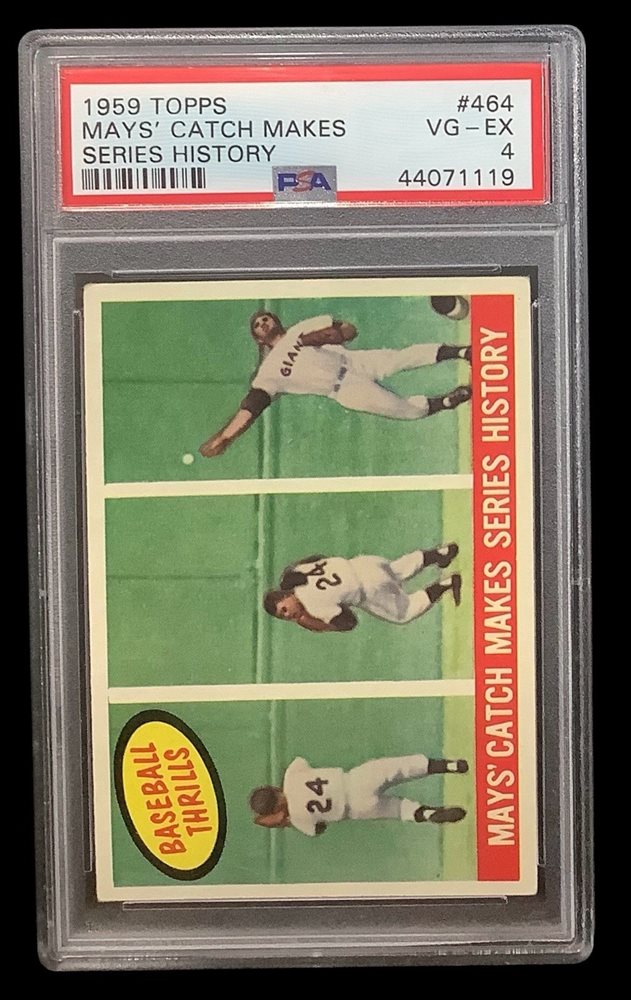 1959 TOPPS
#464
MAYS' CATCH MAKES
VG-EX
SERIES HISTORY
4
PSA
44071119
BASEBALL
THRILLS
24
24
GIANT
MAYS' CATCH MAKES SERIES HISTORY